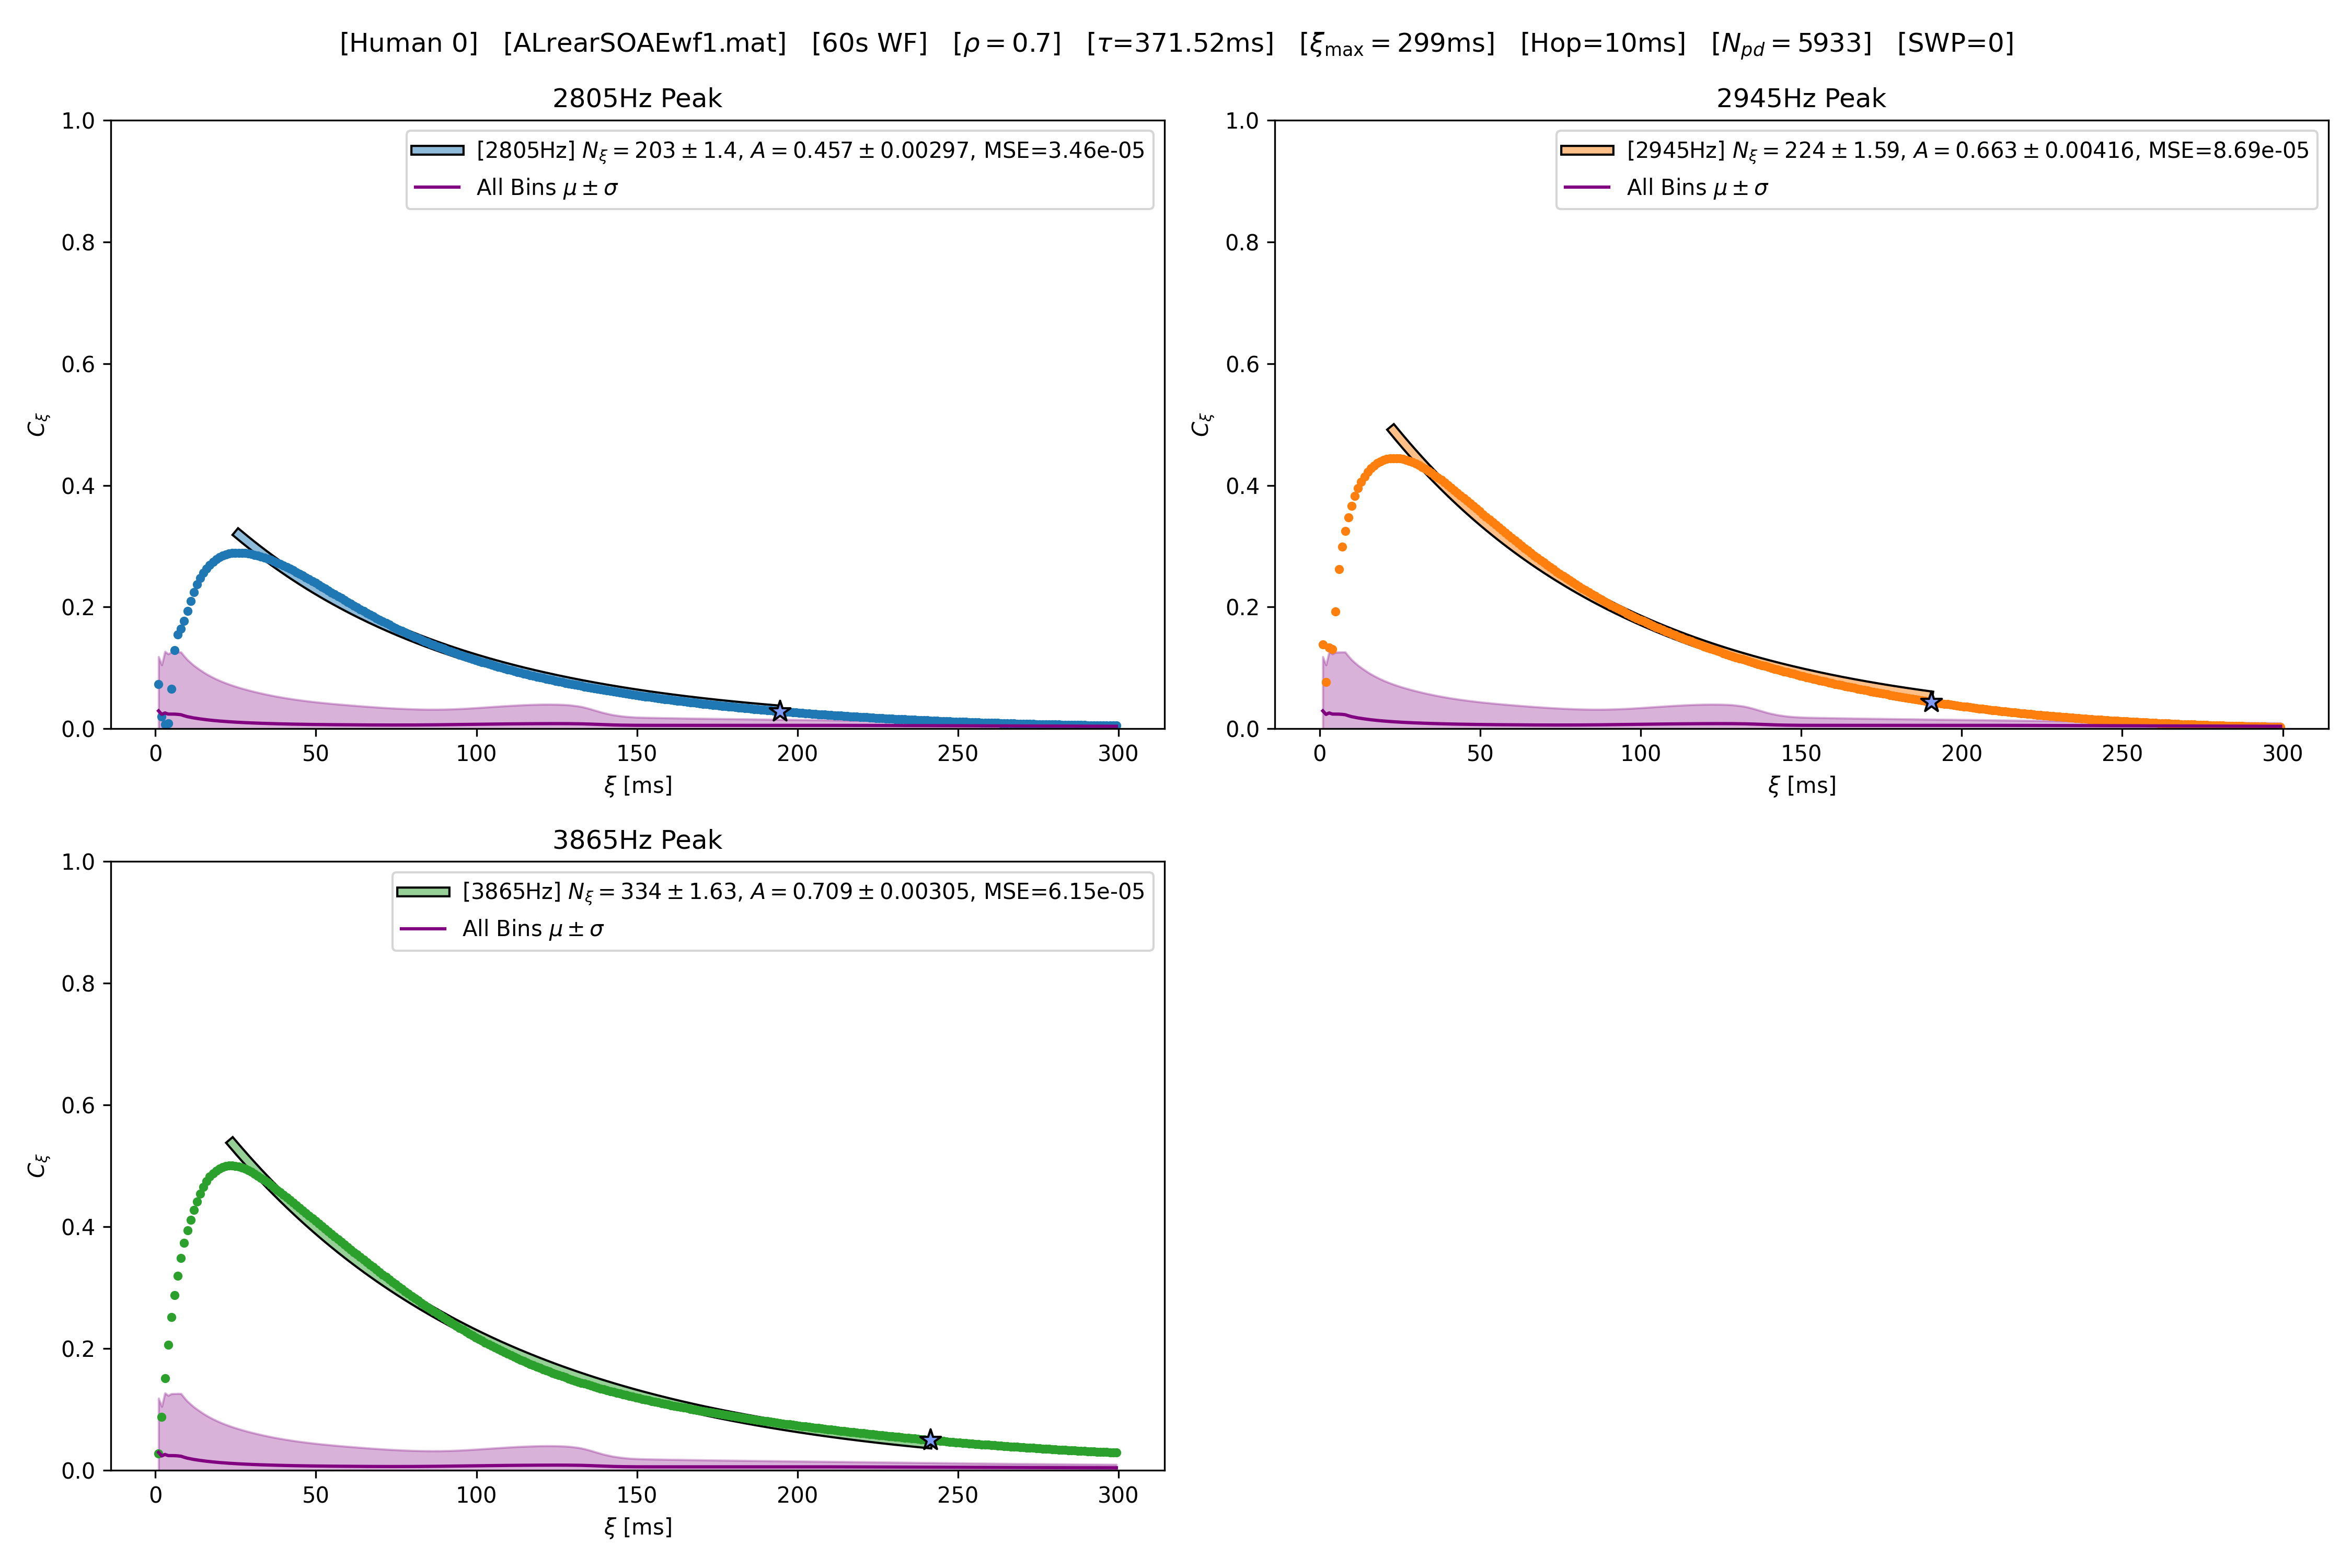 [Human 0] [ALrearSOAEwf1.mat] [60s WF] [ρ = 0.7] [τ=371.52ms] [ξmax = 299ms] [Hop=10ms] [Npd = 5933] [SWP=0]
2805Hz Peak
1.0
0.8
0.6
0.4
0.2
0.0
Cξ
[2805Hz] Nξ = 203 ± 1.4, A = 0.457 ± 0.00297, MSE=3.46e-05
All Bins μ ± σ
0 50 100 150 200 250 300
ξ [ms]
2945Hz Peak
1.0
0.8
0.6
0.4
0.2
0.0
Cξ
[2945Hz] Nξ = 224 ± 1.59, A = 0.663 ± 0.00416, MSE=8.69e-05
All Bins μ ± σ
0 50 100 150 200 250 300
ξ [ms]
3865Hz Peak
1.0
0.8
0.6
0.4
0.2
0.0
Cξ
[3865Hz] Nξ = 334 ± 1.63, A = 0.709 ± 0.00305, MSE=6.15e-05
All Bins μ ± σ
0 50 100 150 200 250 300
ξ [ms]